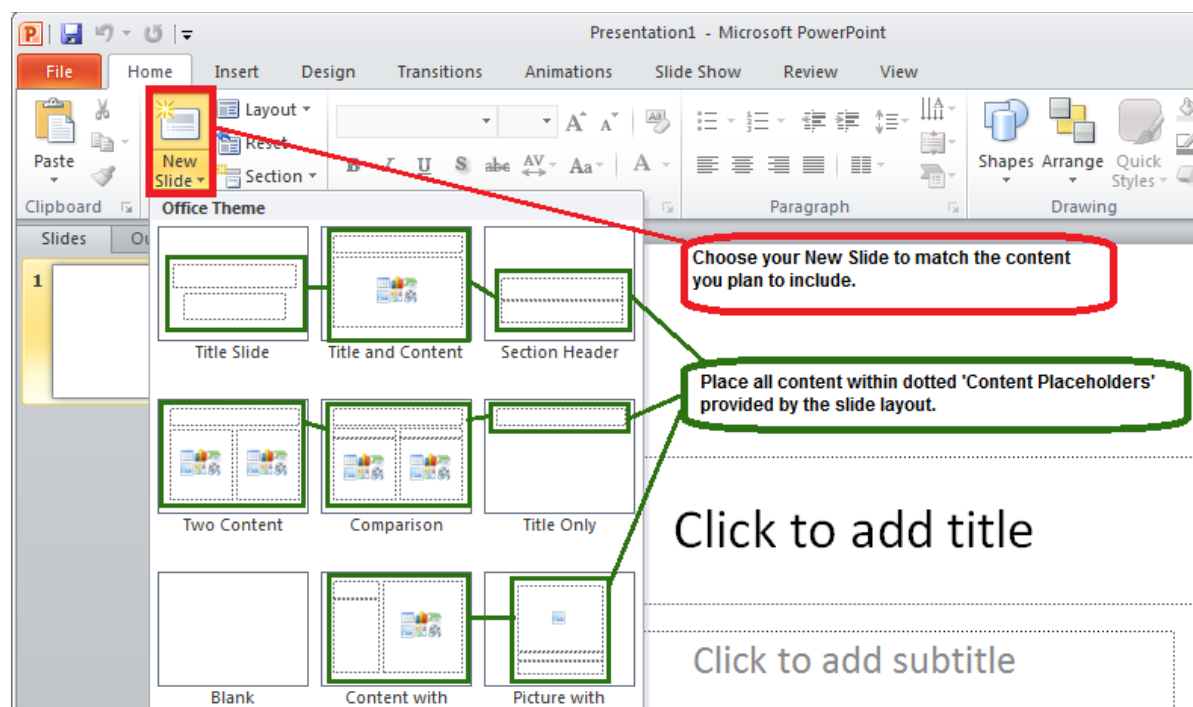 Presentation1 - Microsoft PowerPoint
File Home Insert Design Transitions Animations Slide Show Review View
Paste
New
Slide
Layout
Reset
Section
B U S abc AV Aa A
A A
Shapes Arrange Quick
Styles
Clipboard Paragraph Drawing
Slides
Office Theme
1
Choose your New Slide to match the content
you plan to include.
Title Slide Title and Content Section Header
Place all content within dotted 'Content Placeholders'
provided by the slide layout.
Two Content Comparison Title Only
Click to add title
Click to add subtitle
Blank Content with Picture with